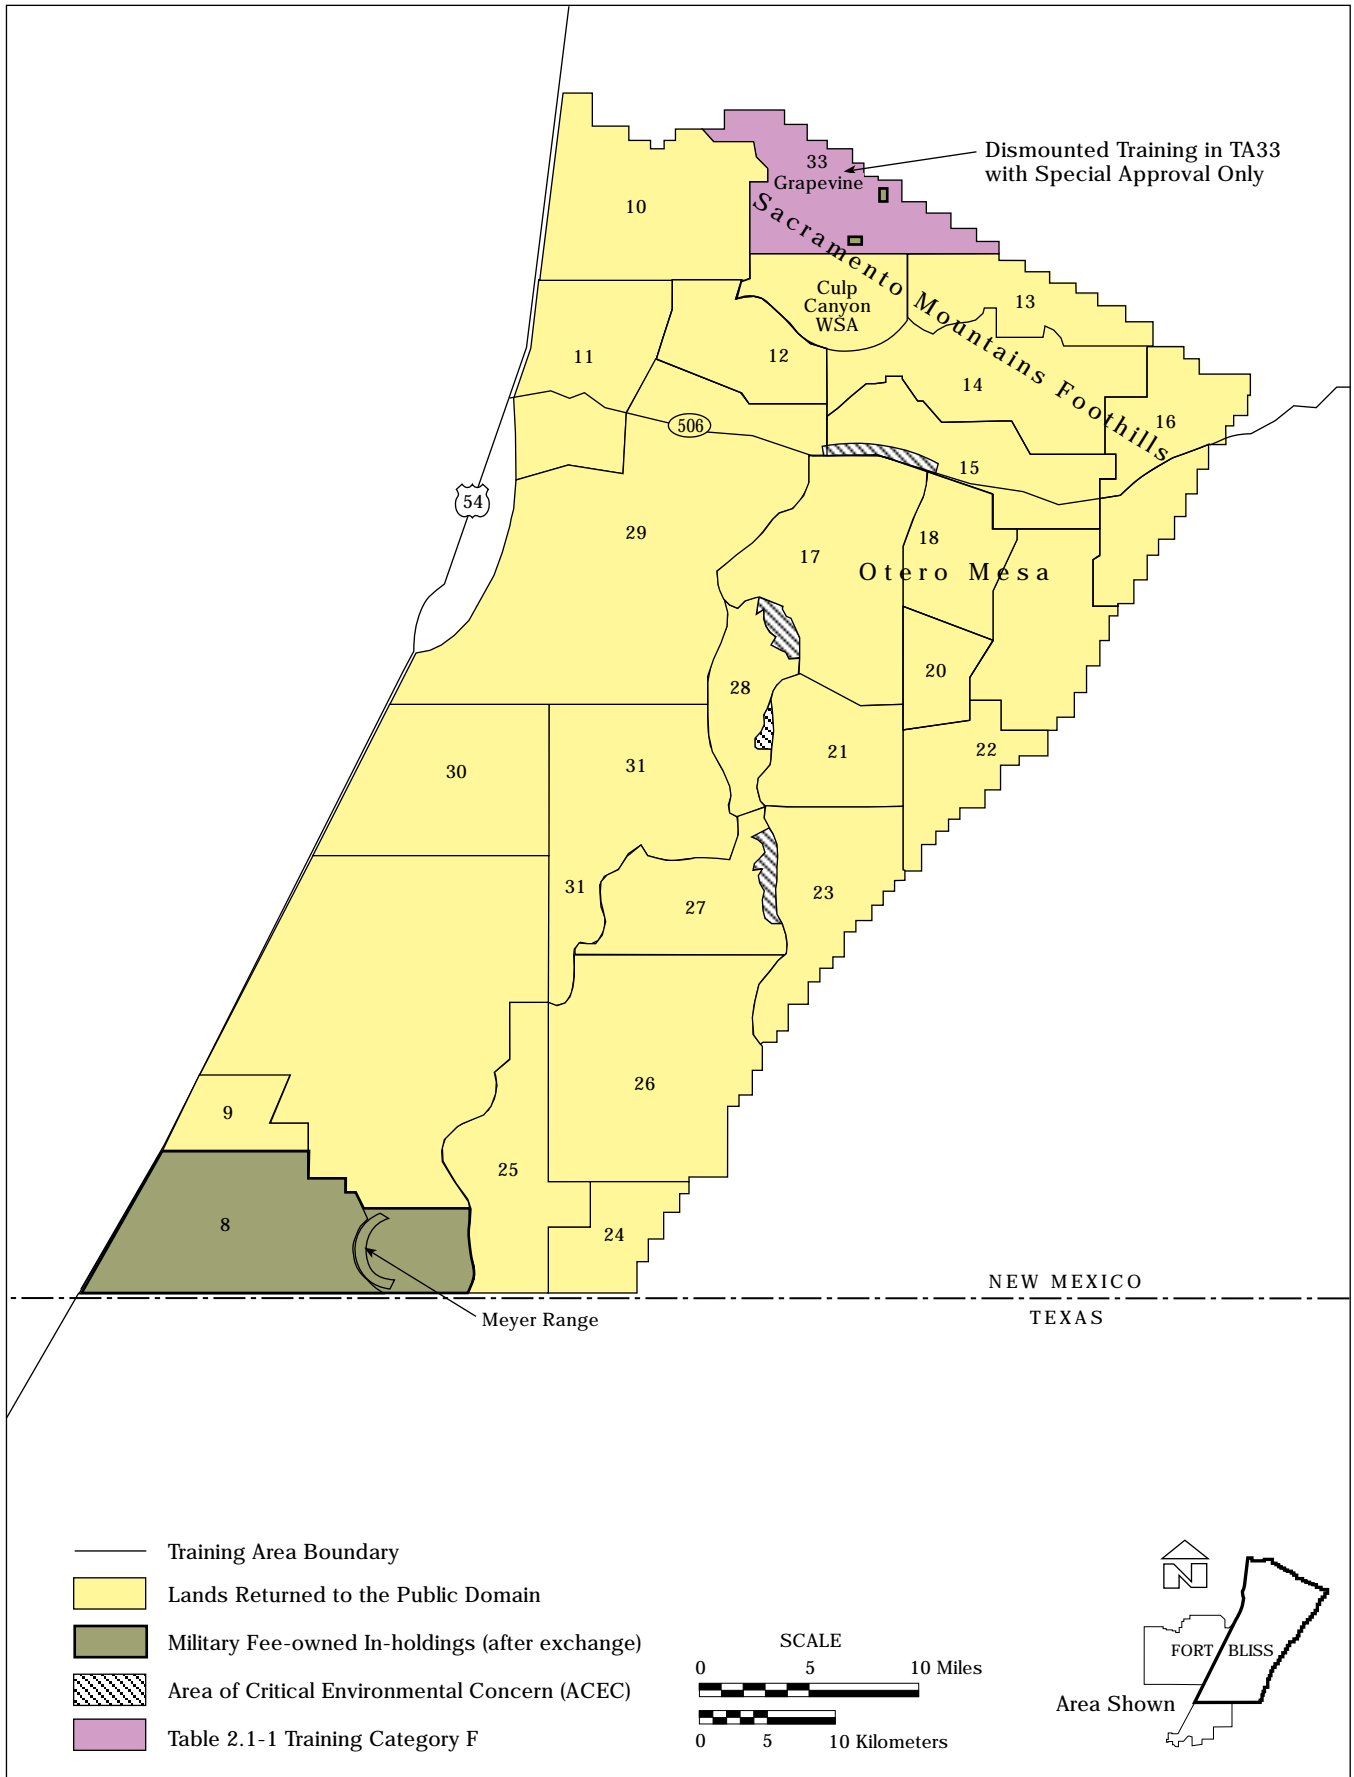 Dismounted Training in TA33
with Special Approval Only
33
Grapevine
10
Sacramento Mountains Foothills
Culp
Canyon
WSA
13
11
12
14
16
506
15
54
29
18
17
Otero Mesa
20
28
21
22
30
31
31
27
23
26
9
25
8
24
NEW MEXICO
TEXAS
Meyer Range
Training Area Boundary
Lands Returned to the Public Domain
Military Fee-owned In-holdings (after exchange)
Area of Critical Environmental Concern (ACEC)
Table 2.1-1 Training Category F
SCALE
0 5 10 Miles
0 5 10 Kilometers
N
FORT BLISS
Area Shown